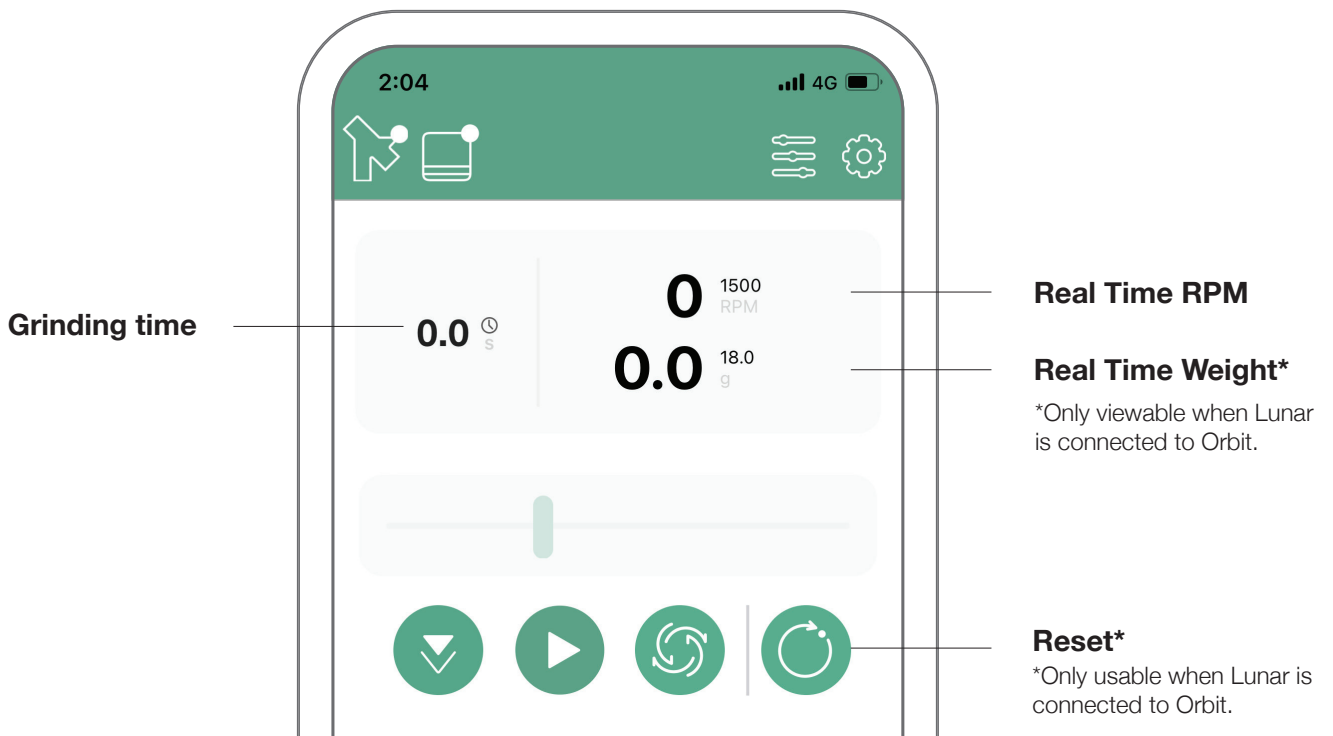 2:04
4G
Grinding time
0.0
s
0
1500
RPM
0.0
18.0
g
Real Time RPM
Real Time Weight*
*Only viewable when Lunar
is connected to Orbit.
Reset*
*Only usable when Lunar is
connected to Orbit.